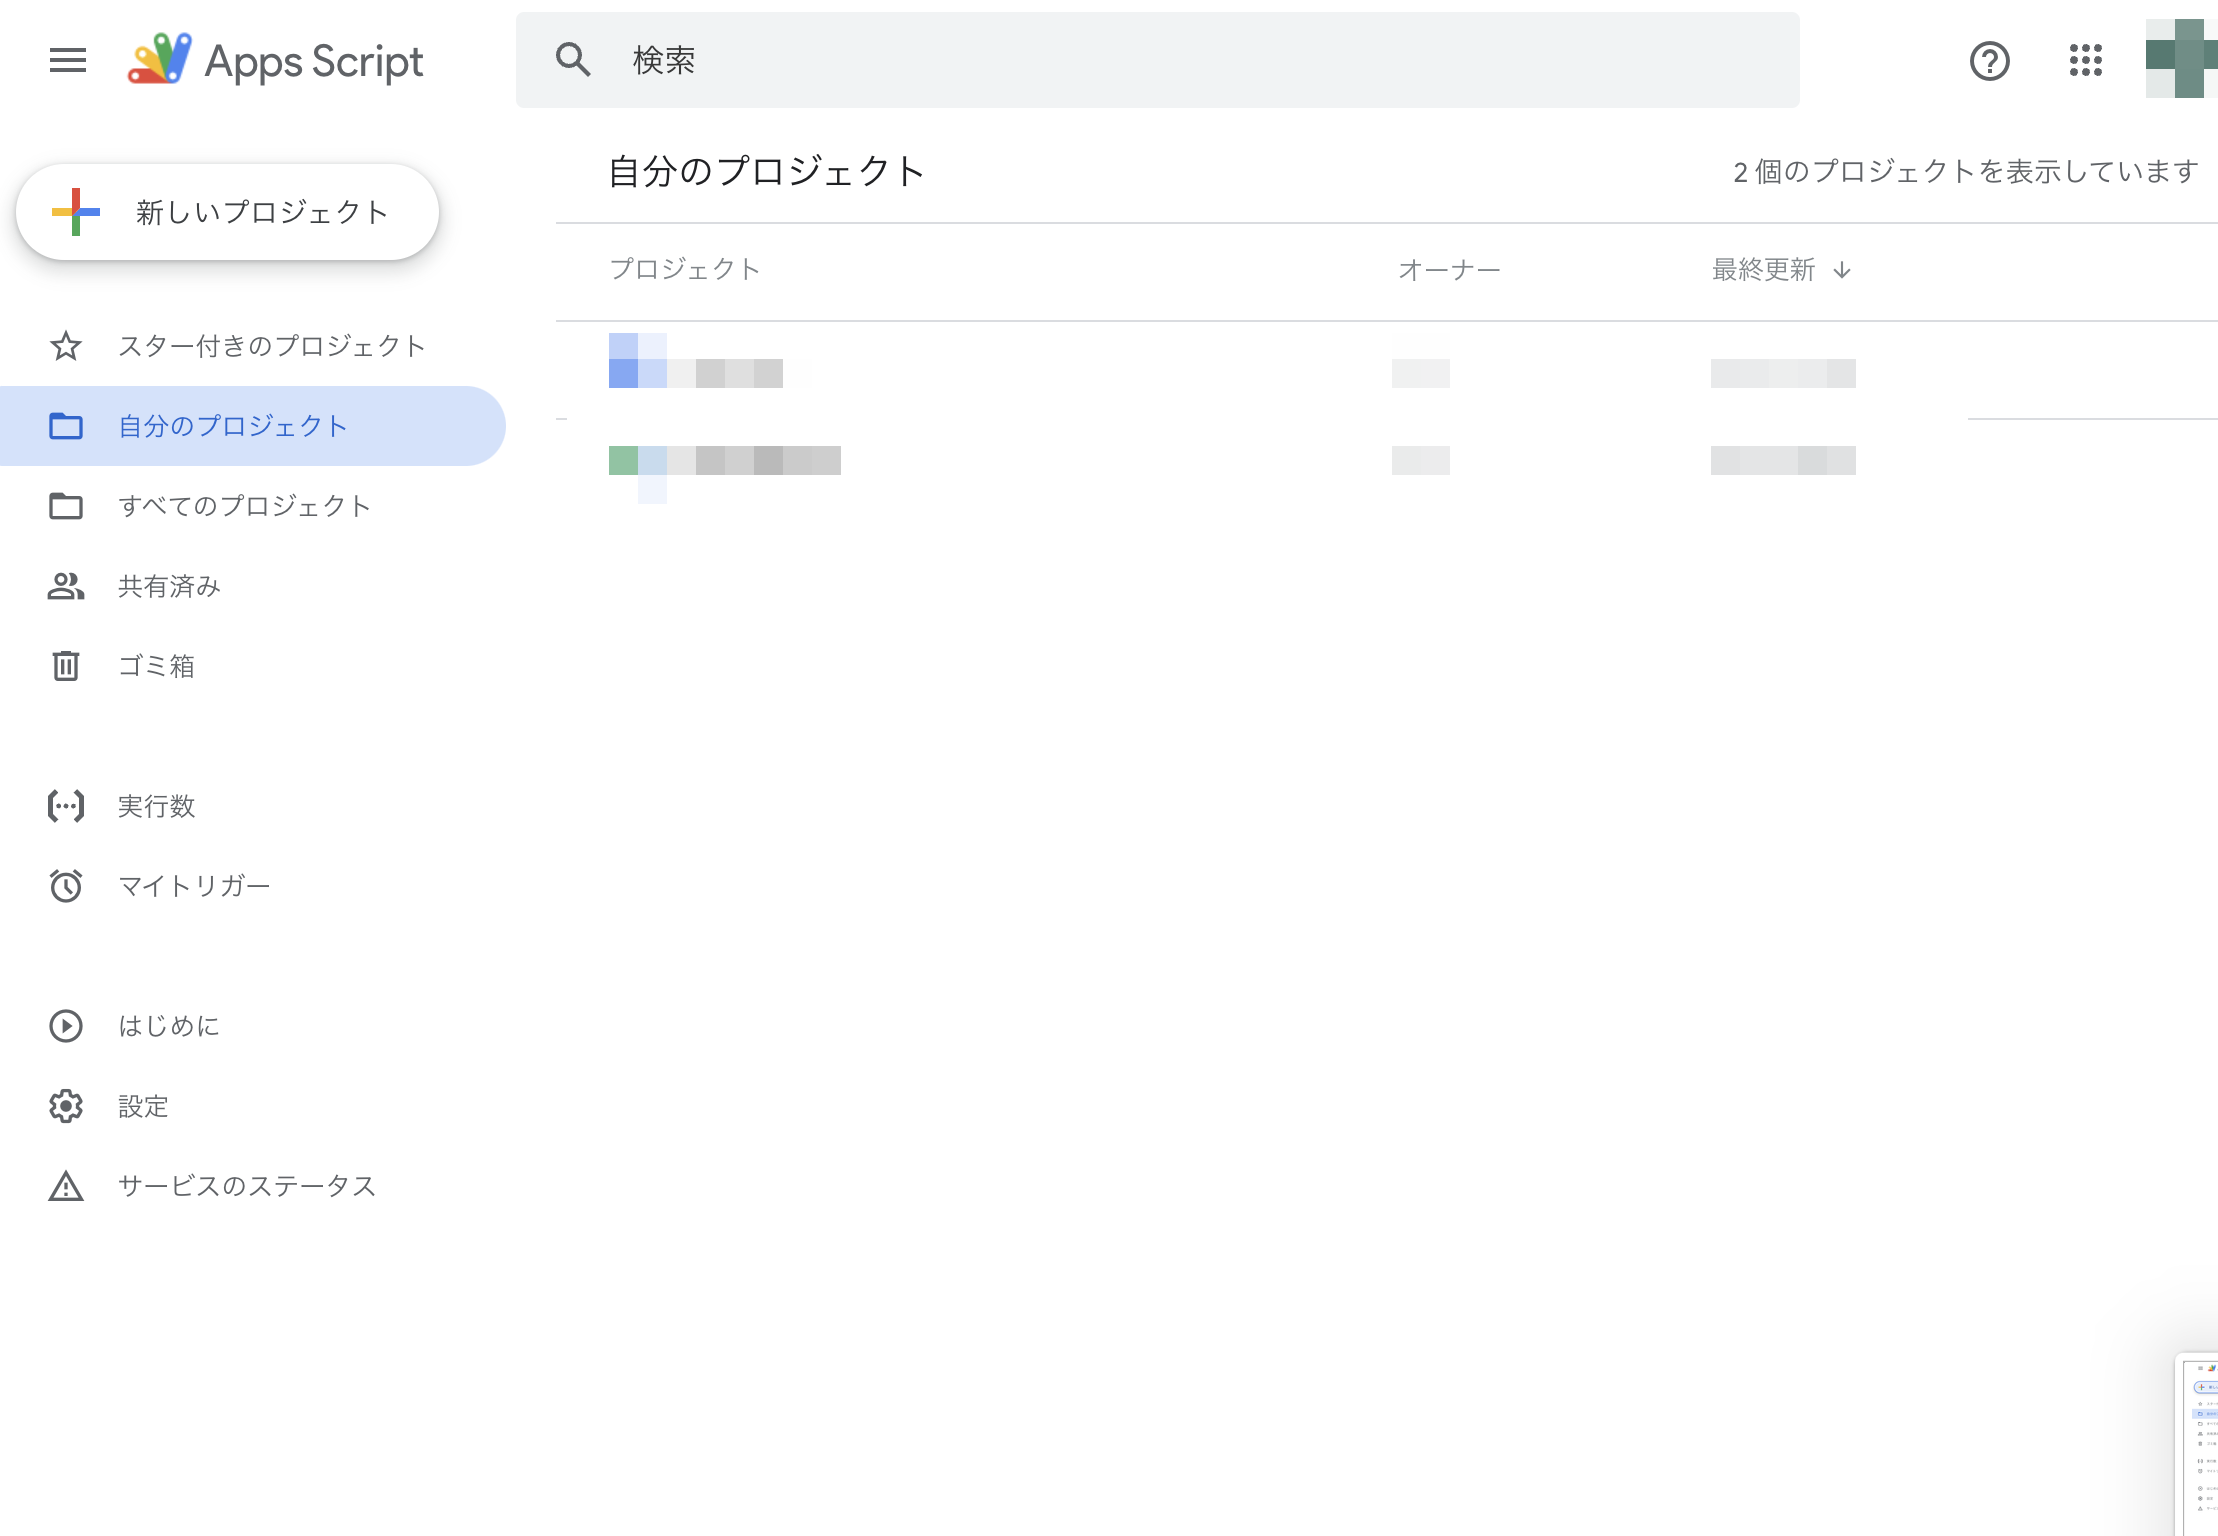 Apps Script
検索
新しいプロジェクト
自分のプロジェクト
2 個のプロジェクトを表示しています
プロジェクト
オーナー
最終更新
スター付きのプロジェクト
自分のプロジェクト
すべてのプロジェクト
共有済み
ゴミ箱
実行数
マイトリガー
はじめに
設定
サービスのステータス